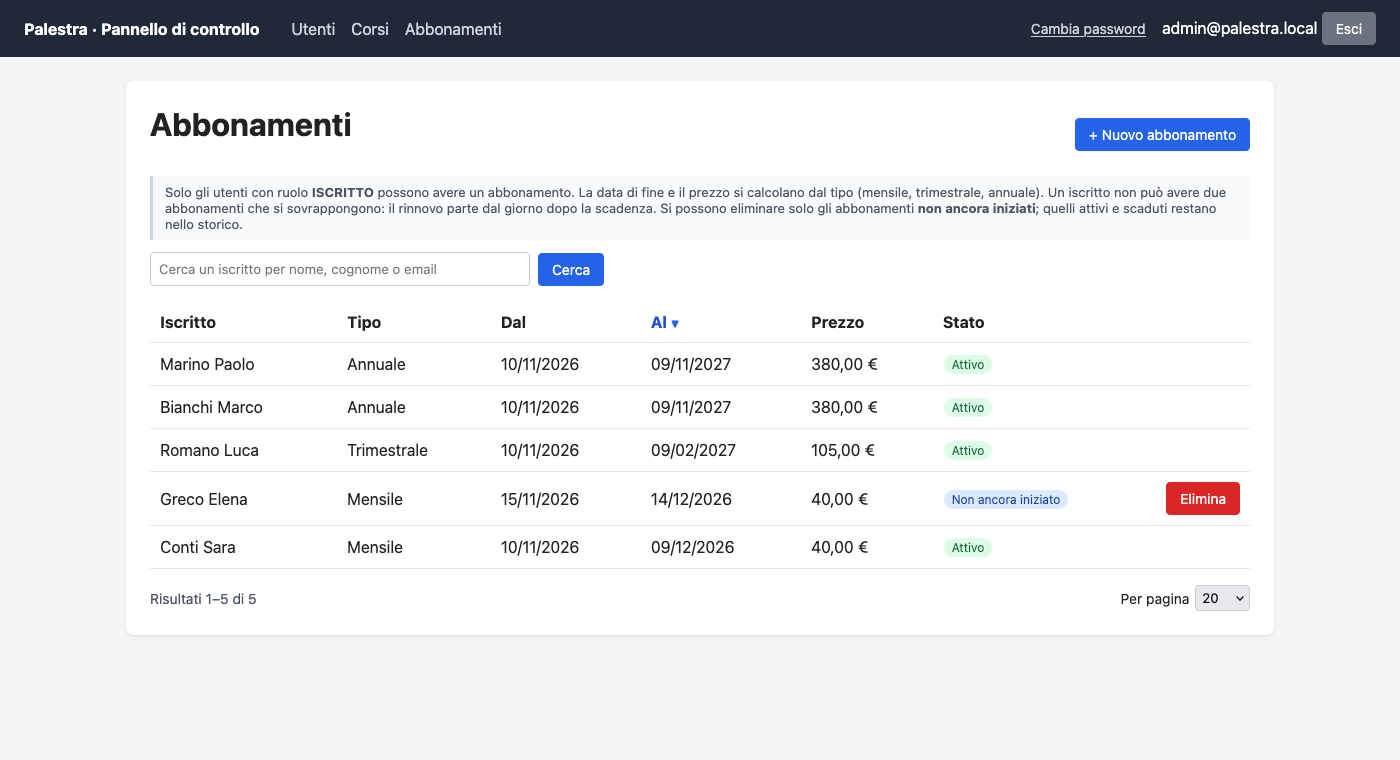 Palestra · Pannello di controllo Utenti Corsi Abbonamenti Cambia password admin@palestra.local Esci
Abbonamenti
+ Nuovo abbonamento
Solo gli utenti con ruolo ISCRITTO possono avere un abbonamento. La data di fine e il prezzo si calcolano dal tipo (mensile, trimestrale, annuale). Un iscritto non può avere due
abbonamenti che si sovrappongono: il rinnovo parte dal giorno dopo la scadenza. Si possono eliminare solo gli abbonamenti non ancora iniziati; quelli attivi e scaduti restano
nello storico.
Cerca un iscritto per nome, cognome o email Cerca
Iscritto Tipo Dal Al ▼ Prezzo Stato
Marino Paolo Annuale 10/11/2026 09/11/2027 380,00 € Attivo
Bianchi Marco Annuale 10/11/2026 09/11/2027 380,00 € Attivo
Romano Luca Trimestrale 10/11/2026 09/02/2027 105,00 € Attivo
Greco Elena Mensile 15/11/2026 14/12/2026 40,00 € Non ancora iniziato Elimina
Conti Sara Mensile 10/11/2026 09/12/2026 40,00 € Attivo
Risultati 1–5 di 5 Per pagina 20